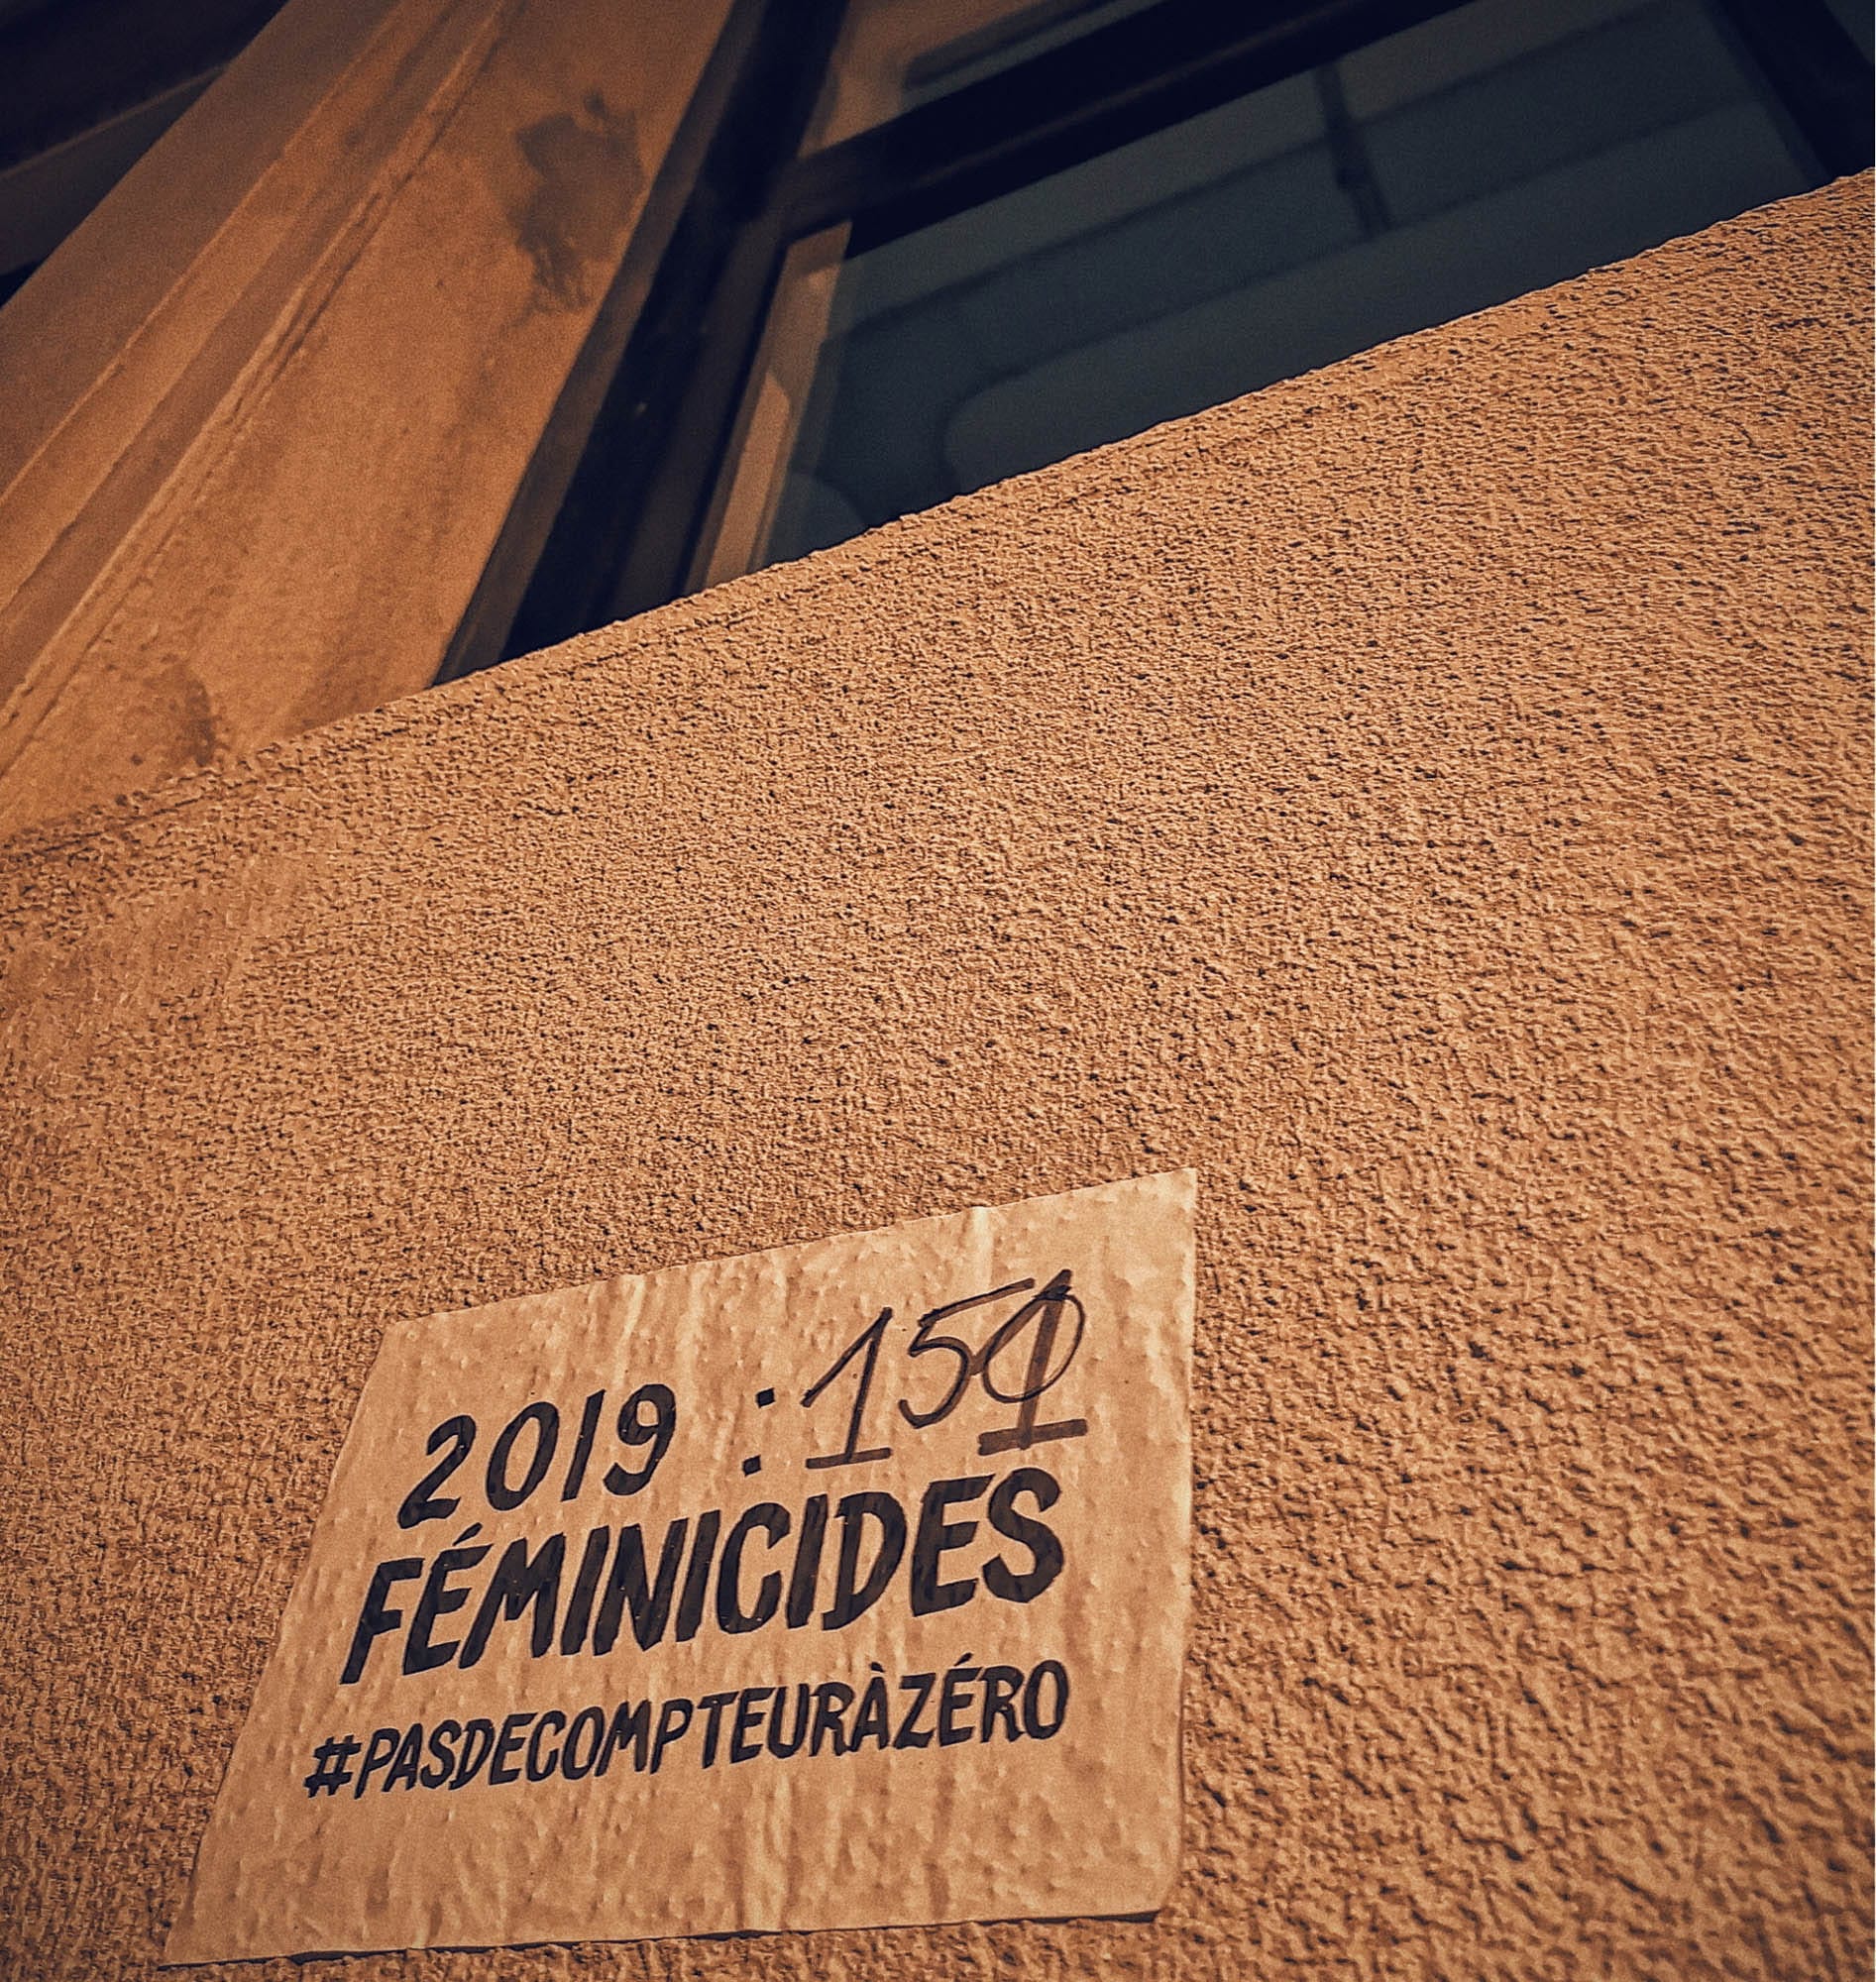 2019 : 151
FÉMINICIDES
#PASDECOMPTEURÀZÉRO